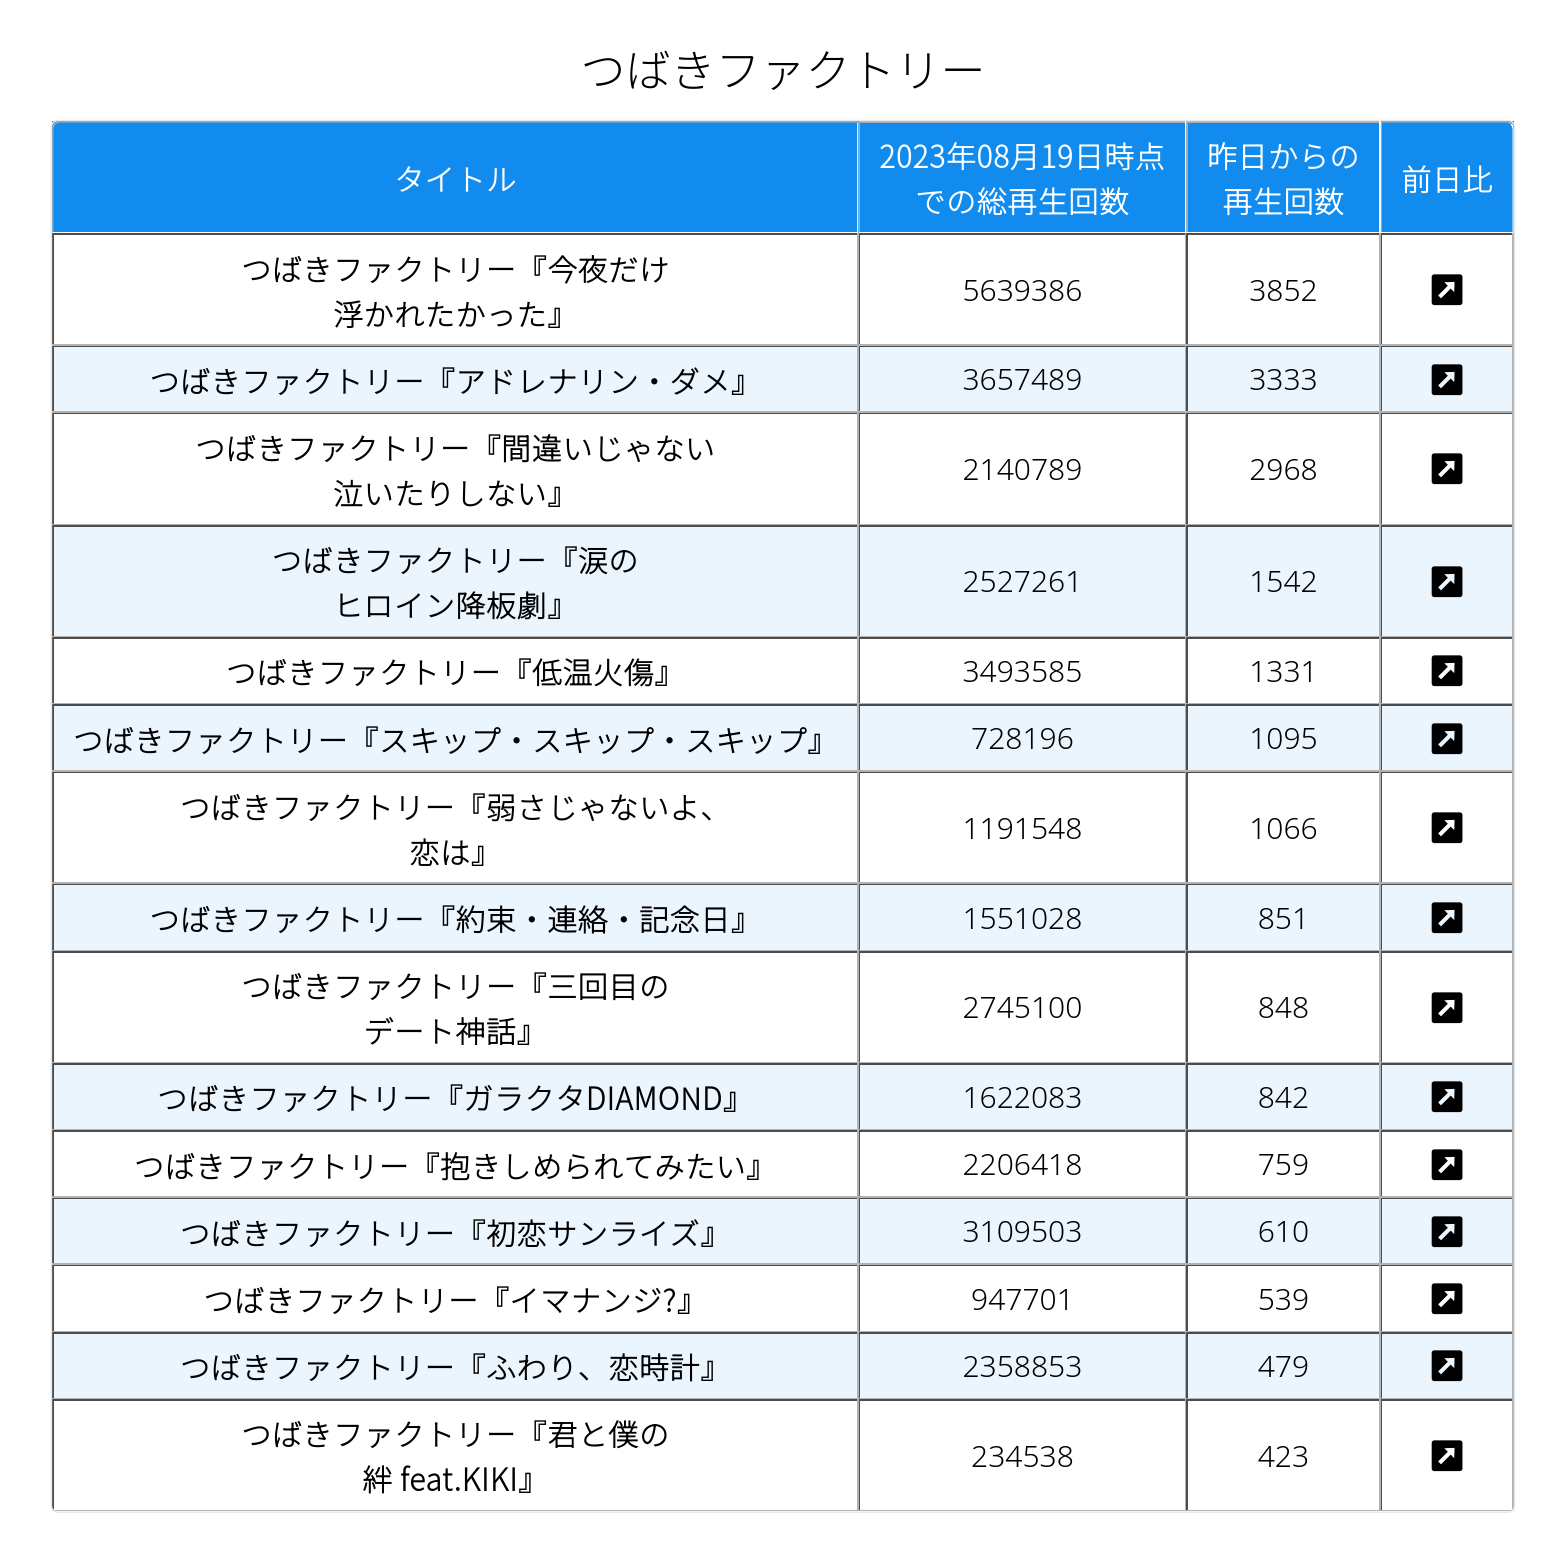 つばきファクトリー
タイトル
2023年08月19日時点
での総再生回数
昨日からの
再生回数
前日比
つばきファクトリー『今夜だけ
浮かれたかった』
5639386
3852
つばきファクトリー『アドレナリン・ダメ』
3657489
3333
つばきファクトリー『間違いじゃない
泣いたりしない』
2140789
2968
つばきファクトリー『涙の
ヒロイン降板劇』
2527261
1542
つばきファクトリー『低温火傷』
3493585
1331
つばきファクトリー『スキップ・スキップ・スキップ』
728196
1095
つばきファクトリー『弱さじゃないよ、
恋は』
1191548
1066
つばきファクトリー『約束・連絡・記念日』
1551028
851
つばきファクトリー『三回目の
デート神話』
2745100
848
つばきファクトリー『ガラクタDIAMOND』
1622083
842
つばきファクトリー『抱きしめられてみたい』
2206418
759
つばきファクトリー『初恋サンライズ』
3109503
610
つばきファクトリー『イマナンジ?』
947701
539
つばきファクトリー『ふわり、恋時計』
2358853
479
つばきファクトリー『君と僕の
絆 feat.KIKI』
234538
423